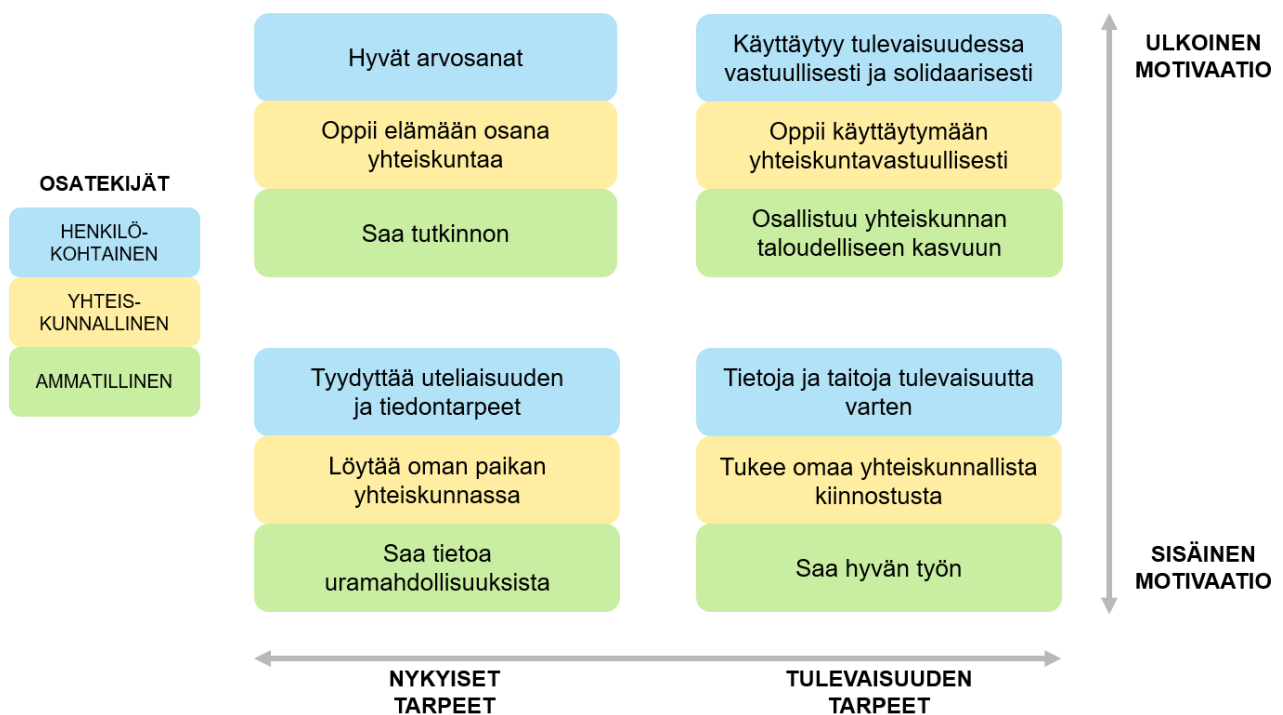 Hyvät arvosanat
Käyttäytyy tulevaisuudessa
vastuullisesti ja solidaarisesti
ULKOINEN
MOTIVAATIO
Oppii elämään osana
yhteiskuntaa
Oppii käyttäytymään
yhteiskuntavastuullisesti
Saa tutkinnon
Osallistuu yhteiskunnan
taloudelliseen kasvuun
OSATEKIJÄT
HENKILÖ-
KOHTAINEN
YHTEIS-
KUNNALLINEN
AMMATILLINEN
Tyydyttää uteliaisuuden
ja tiedontarpeet
Tietoja ja taitoja tulevaisuutta
varten
Löytää oman paikan
yhteiskunnassa
Tukee omaa yhteiskunnallista
kiinnostusta
Saa tietoa
uramahdollisuuksista
Saa hyvän työn
SISÄINEN
MOTIVAATIO
NYKYISET
TARPEET
TULEVAISUUDEN
TARPEET